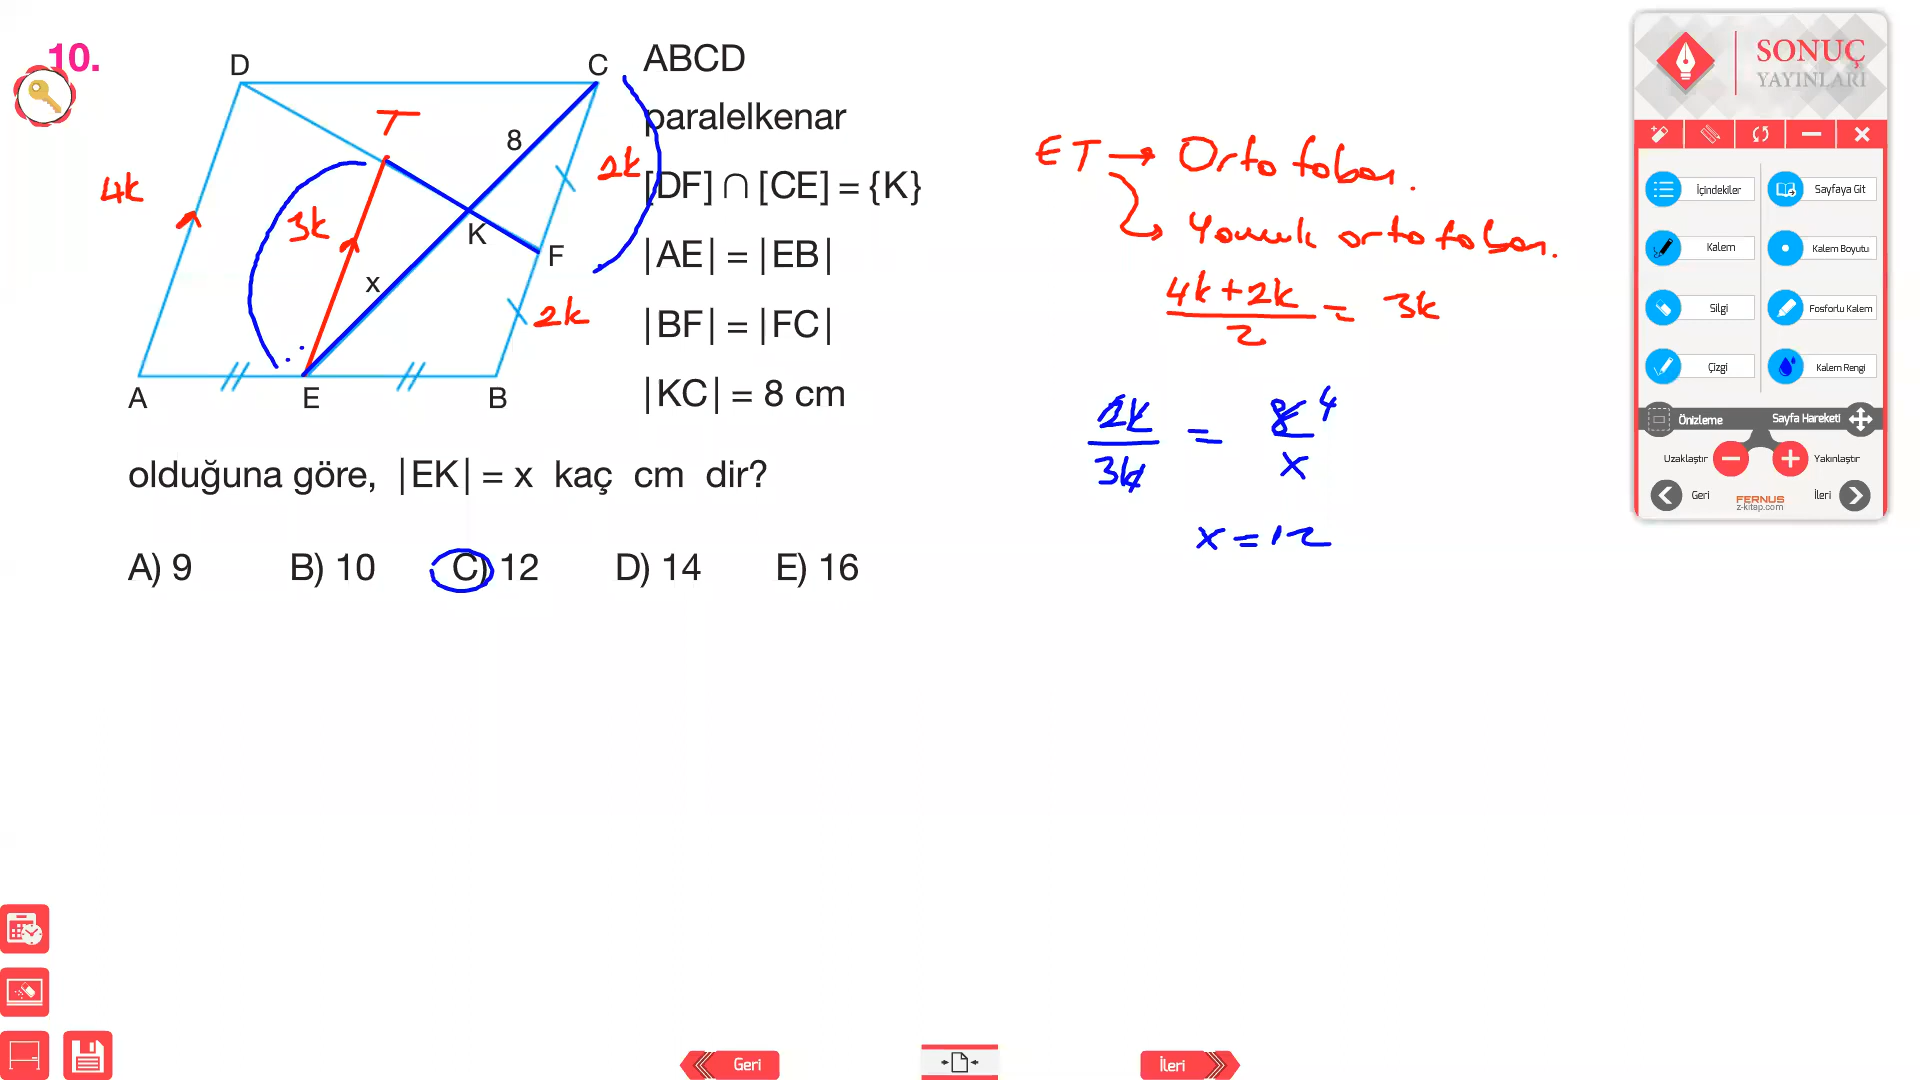 10.
D
C
T
8
4k
2k
3k
K
F
x
2k
A
E
B
ABCD
paralelkenar
[DF] ∩ [CE] = {K}
|AE| = |EB|
|BF| = |FC|
|KC| = 8 cm
olduğuna göre, |EK| = x kaç cm dir?
A) 9 B) 10 C) 12 D) 14 E) 16
ET → Orta taban.
Yamuk orta taban.
4k+2k
2
= 3k
2k
3k
=
8 4
x
x = 12
SONUÇ
YAYINLARI
İçindekiler
Sayfaya Git
Kalem
Kalem Boyutu
Silgi
Fosforlu Kalem
Çizgi
Kalem Rengi
Önizleme
Sayfa Hareketi
Uzaklaştır
Yakınlaştır
Geri
FERNUS
z-kitap.com
İleri
Geri
İleri